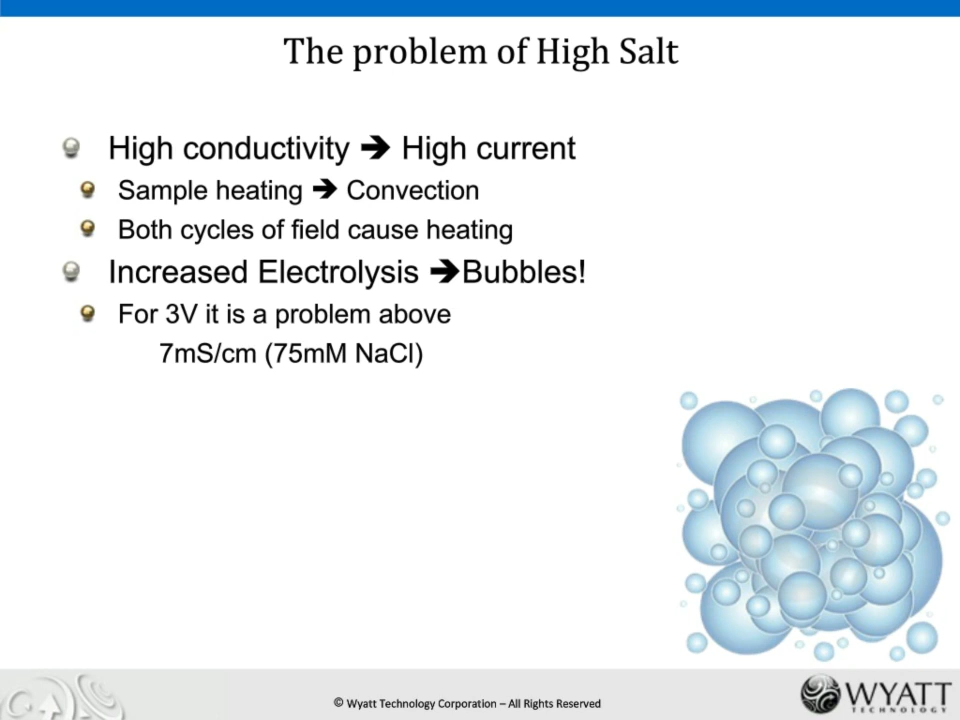 The problem of High Salt
High conductivity ➔ High current
Sample heating ➔ Convection
Both cycles of field cause heating
Increased Electrolysis ➔Bubbles!
For 3V it is a problem above
7mS/cm (75mM NaCl)
© Wyatt Technology Corporation – All Rights Reserved
WYATT
TECHNOLOGY